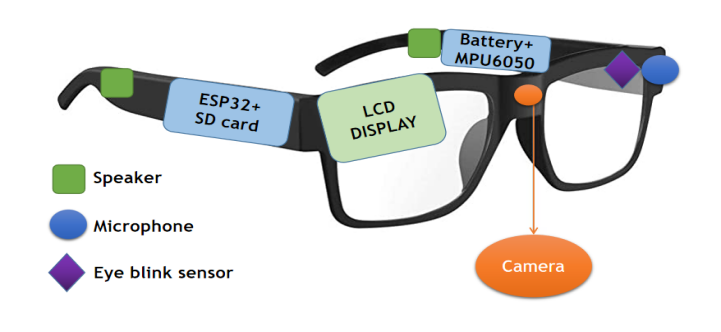 Battery+
MPU6050
ESP32+
SD card
LCD
DISPLAY
Speaker
Microphone
Eye blink sensor
Camera